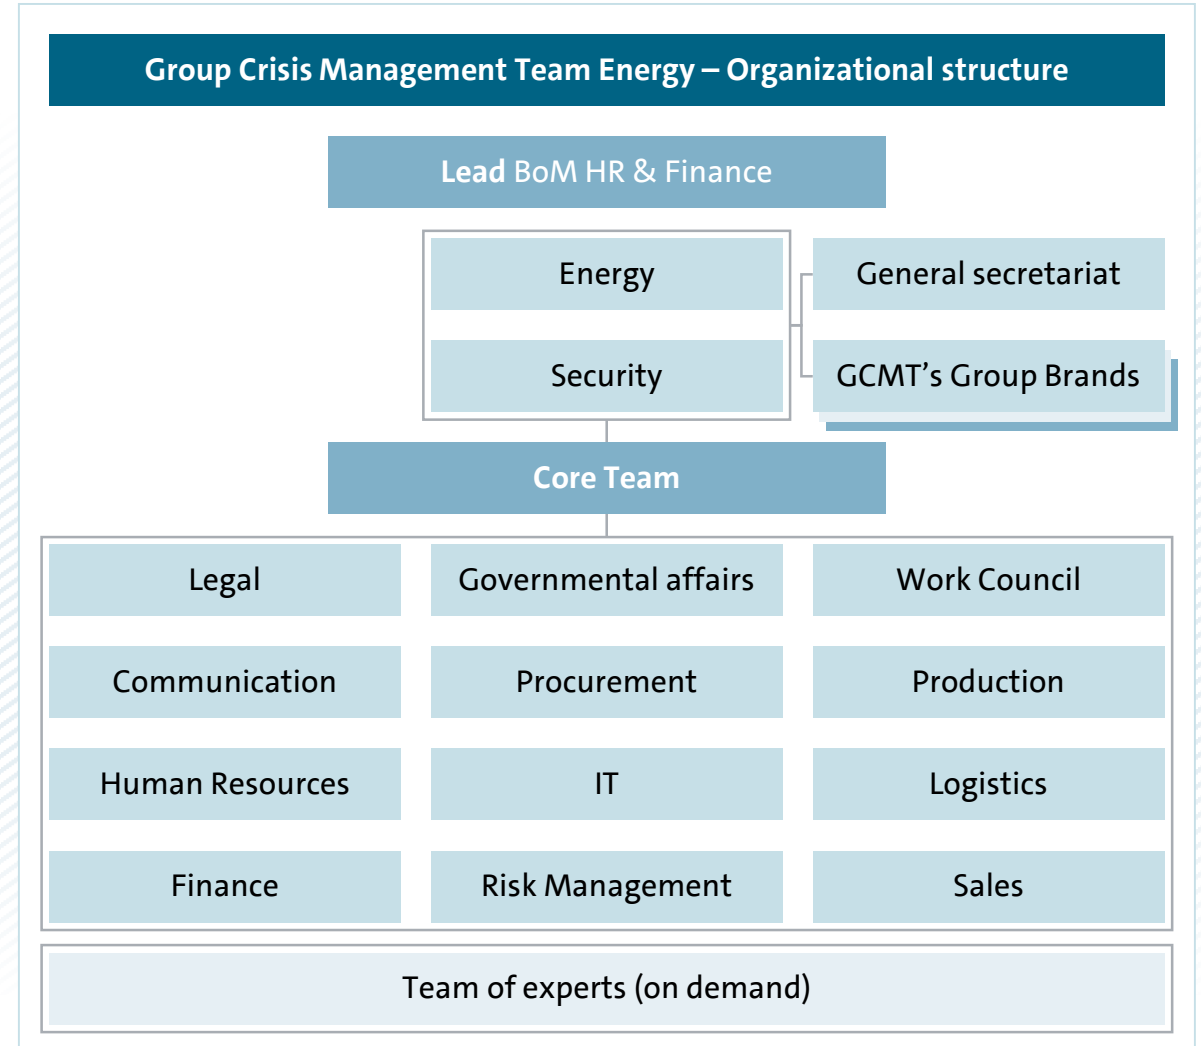 Group Crisis Management Team Energy – Organizational structure
Lead BoM HR & Finance
Energy
General secretariat
Security
GCMT’s Group Brands
Core Team
Legal
Governmental affairs
Work Council
Communication
Procurement
Production
Human Resources
IT
Logistics
Finance
Risk Management
Sales
Team of experts (on demand)